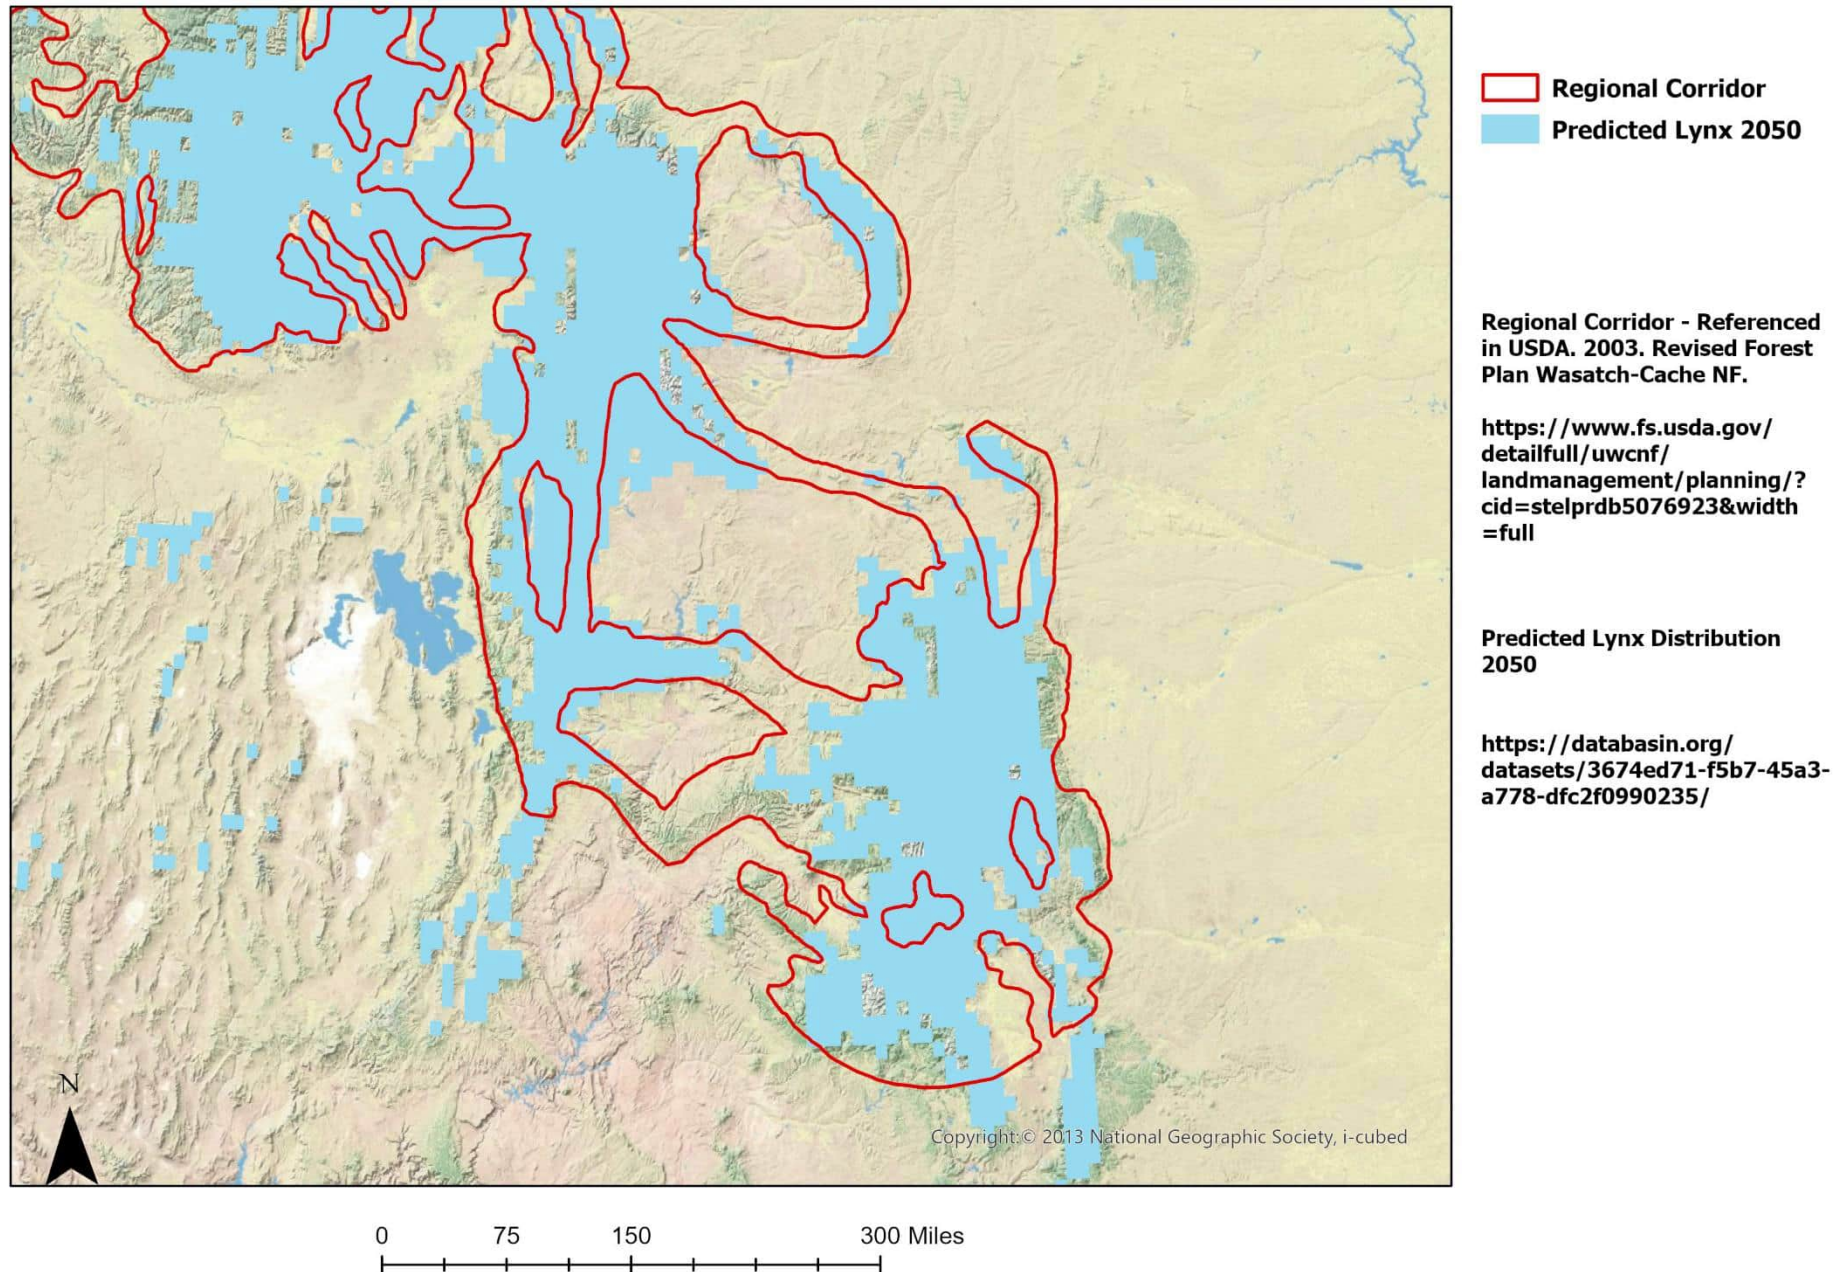 Regional Corridor
Predicted Lynx 2050
Regional Corridor - Referenced
in USDA. 2003. Revised Forest
Plan Wasatch-Cache NF.
https://www.fs.usda.gov/
detailfull/uwcnf/
landmanagement/planning/?
cid=stelprdb5076923&width
=full
Predicted Lynx Distribution
2050
https://databasin.org/
datasets/3674ed71-f5b7-45a3-
a778-dfc2f0990235/
N
Copyright:© 2013 National Geographic Society, i-cubed
0 75 150 300 Miles